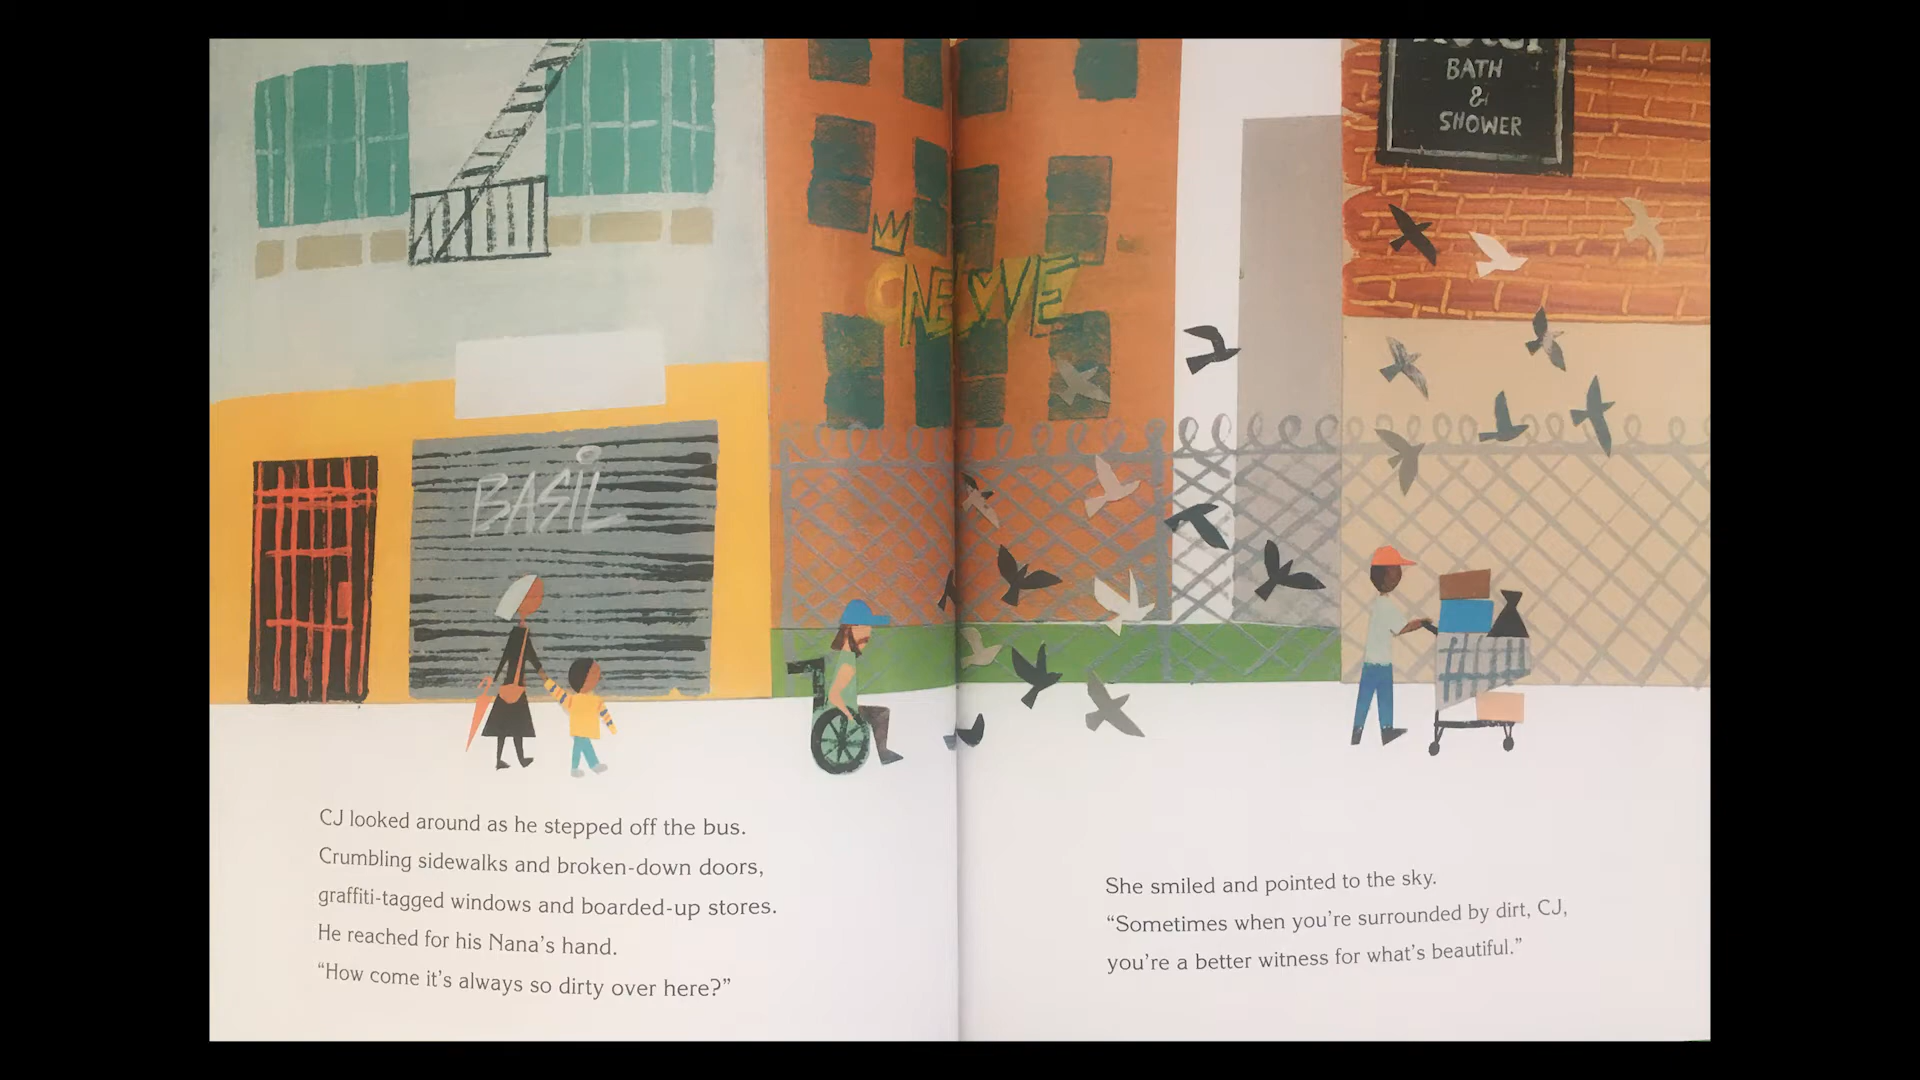 BATH
&
SHOWER
BASIL
CJ looked around as he stepped off the bus.
Crumbling sidewalks and broken-down doors,
graffiti-tagged windows and boarded-up stores.
He reached for his Nana's hand.
“How come it's always so dirty over here?”
She smiled and pointed to the sky.
“Sometimes when you're surrounded by dirt, CJ,
you're a better witness for what's beautiful.”